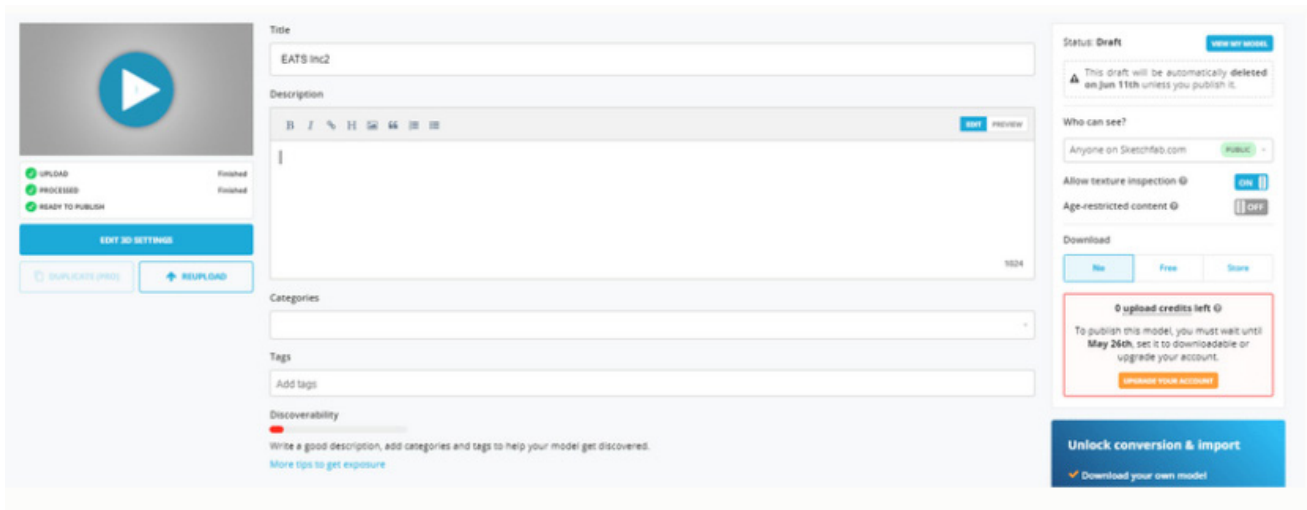 UPLOAD Finished
PROCESSED Finished
READY TO PUBLISH
EDIT 3D SETTINGS
DUPLICATE (PRO) REUPLOAD
Title
EATS Inc2
Description
B I H EDIT PREVIEW
1024
Categories
Tags
Add tags
Discoverability
Write a good description, add categories and tags to help your model get discovered.
More tips to get exposure
Status: Draft VIEW MY MODEL
This draft will be automatically deleted
on Jun 11th unless you publish it.
Who can see?
Anyone on Sketchfab.com PUBLIC
Allow texture inspection ON
Age-restricted content OFF
Download
No Free Store
0 upload credits left
To publish this model, you must wait until
May 26th, set it to downloadable or
upgrade your account.
UPGRADE YOUR ACCOUNT
Unlock conversion & import
Download your own model